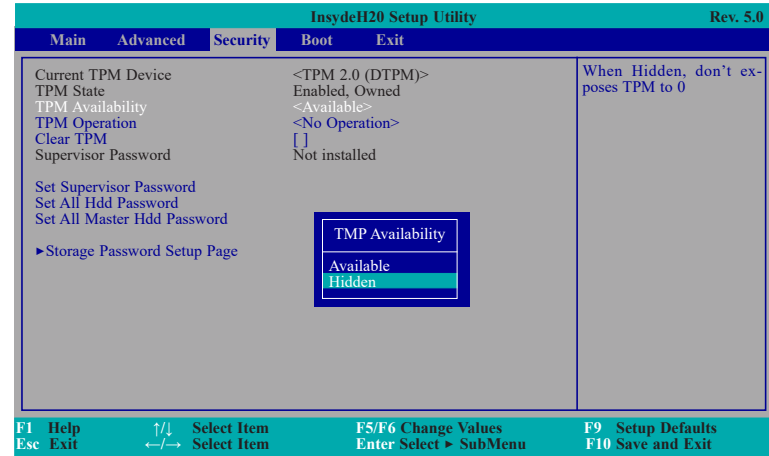 InsydeH20 Setup Utility Rev. 5.0
Main Advanced Security Boot Exit
Current TPM Device <TPM 2.0 (DTPM)>
TPM State Enabled, Owned
TPM Availability <Available>
TPM Operation <No Operation>
Clear TPM [ ]
Supervisor Password Not installed
Set Supervisor Password
Set All Hdd Password
Set All Master Hdd Password
►Storage Password Setup Page
When Hidden, don't ex-
poses TPM to 0
TMP Availability
Available
Hidden
F1 Help ↑/↓ Select Item F5/F6 Change Values F9 Setup Defaults
Esc Exit ←/→ Select Item Enter Select ► SubMenu F10 Save and Exit